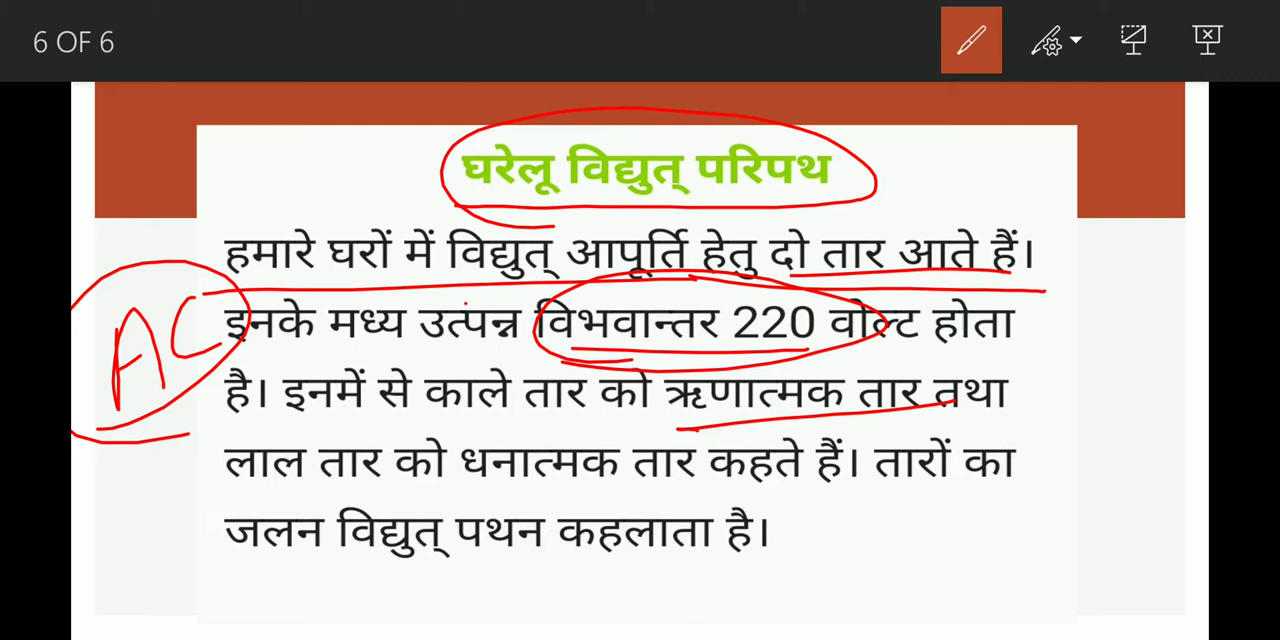 6 OF 6
घरेलू विद्युत् परिपथ
हमारे घरों में विद्युत् आपूर्ति हेतु दो तार आते हैं।
इनके मध्य उत्पन्न विभवान्तर 220 वोल्ट होता
है। इनमें से काले तार को ऋणात्मक तार तथा
लाल तार को धनात्मक तार कहते हैं। तारों का
जलन विद्युत् पथन कहलाता है।
AC